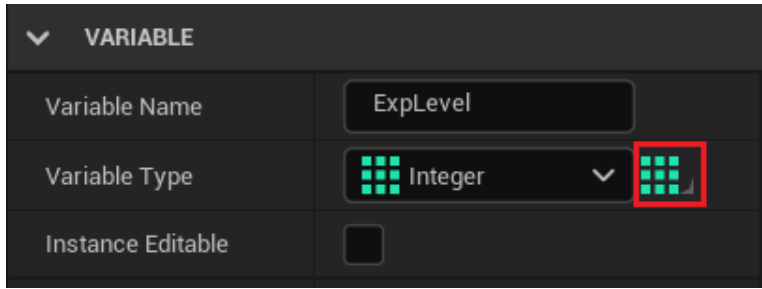 VARIABLE
Variable Name ExpLevel
Variable Type Integer
Instance Editable